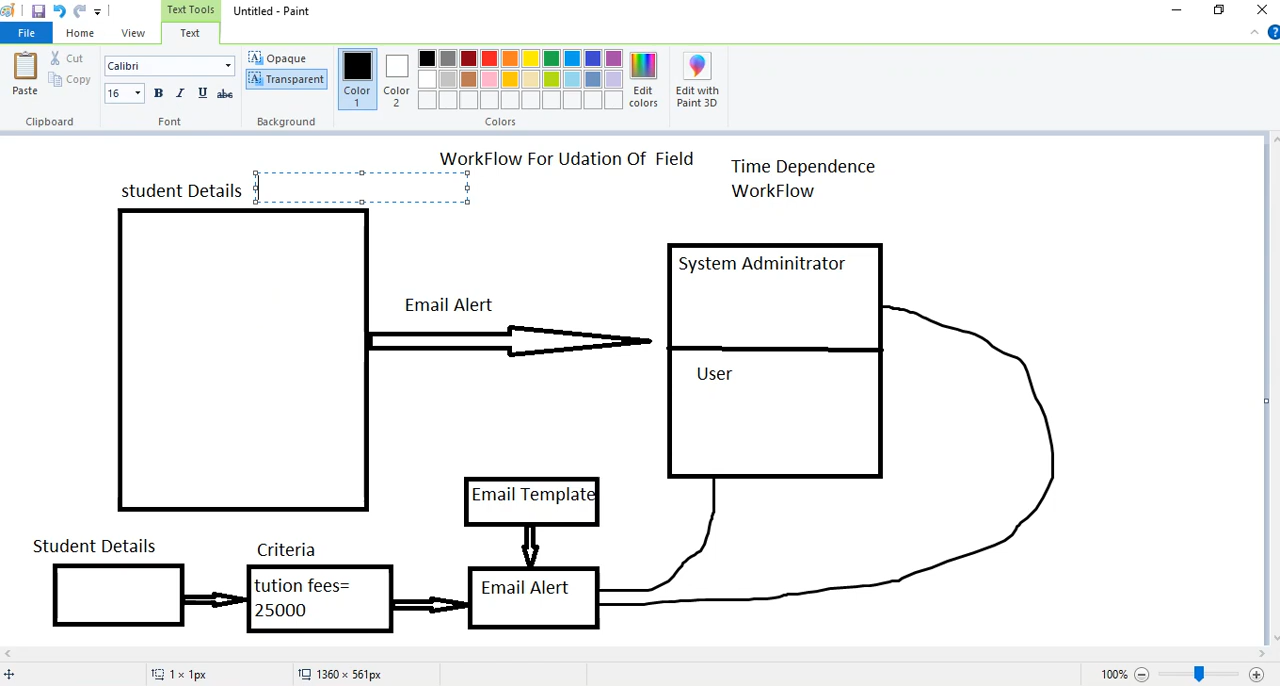 Text Tools
Untitled - Paint
File
Home
View
Text
Paste
Cut
Copy
Clipboard
Calibri
16
B I U abc
Font
Opaque
Transparent
Background
Color 1
Color 2
Edit colors
Colors
Edit with Paint 3D
WorkFlow For Udation Of Field
Time Dependence
WorkFlow
student Details
System Adminitrator
Email Alert
User
Email Template
Student Details
Criteria
tution fees=
25000
Email Alert
1 × 1px
1360 × 561px
100%